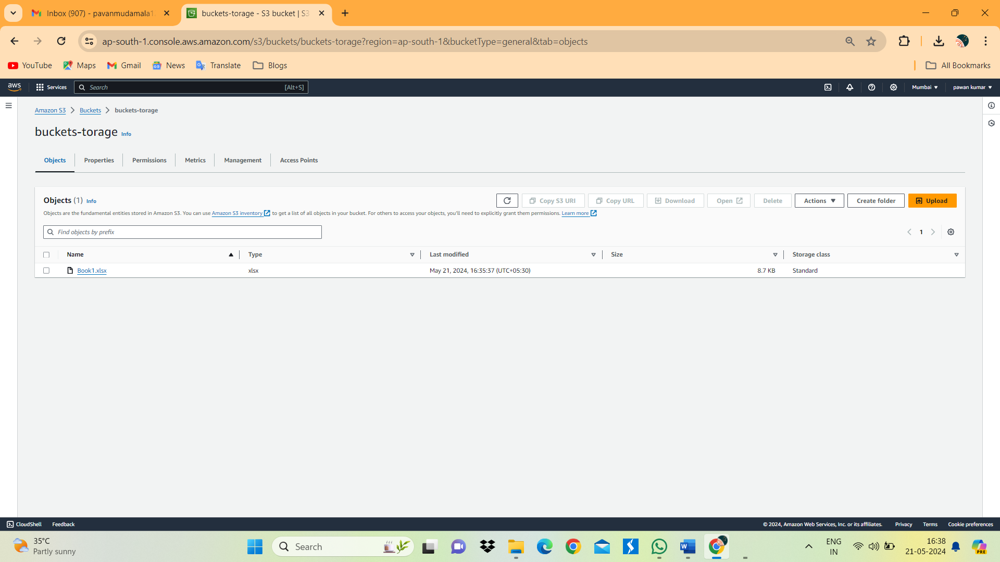 Inbox (907) - pavanmudamala1
buckets-torage - S3 bucket | S3
ap-south-1.console.aws.amazon.com/s3/buckets/buckets-torage?region=ap-south-1&bucketType=general&tab=objects
YouTube Maps Gmail News Translate Blogs All Bookmarks
aws Services Search [Alt+S] Mumbai pawan kumar
Amazon S3 Buckets buckets-torage
buckets-torage Info
Objects Properties Permissions Metrics Management Access Points
Objects (1) Info Copy S3 URI Copy URL Download Open Delete Actions Create folder Upload
Objects are the fundamental entities stored in Amazon S3. You can use Amazon S3 inventory to get a list of all objects in your bucket. For others to access your objects, you'll need to explicitly grant them permissions. Learn more
Find objects by prefix 1
Name Type Last modified Size Storage class
Book1.xlsx xlsx May 21, 2024, 16:35:37 (UTC+05:30) 8.7 KB Standard
CloudShell Feedback © 2024, Amazon Web Services, Inc. or its affiliates. Privacy Terms Cookie preferences
35°C
Partly sunny
Search
ENG
IN
16:38
21-05-2024
PRE